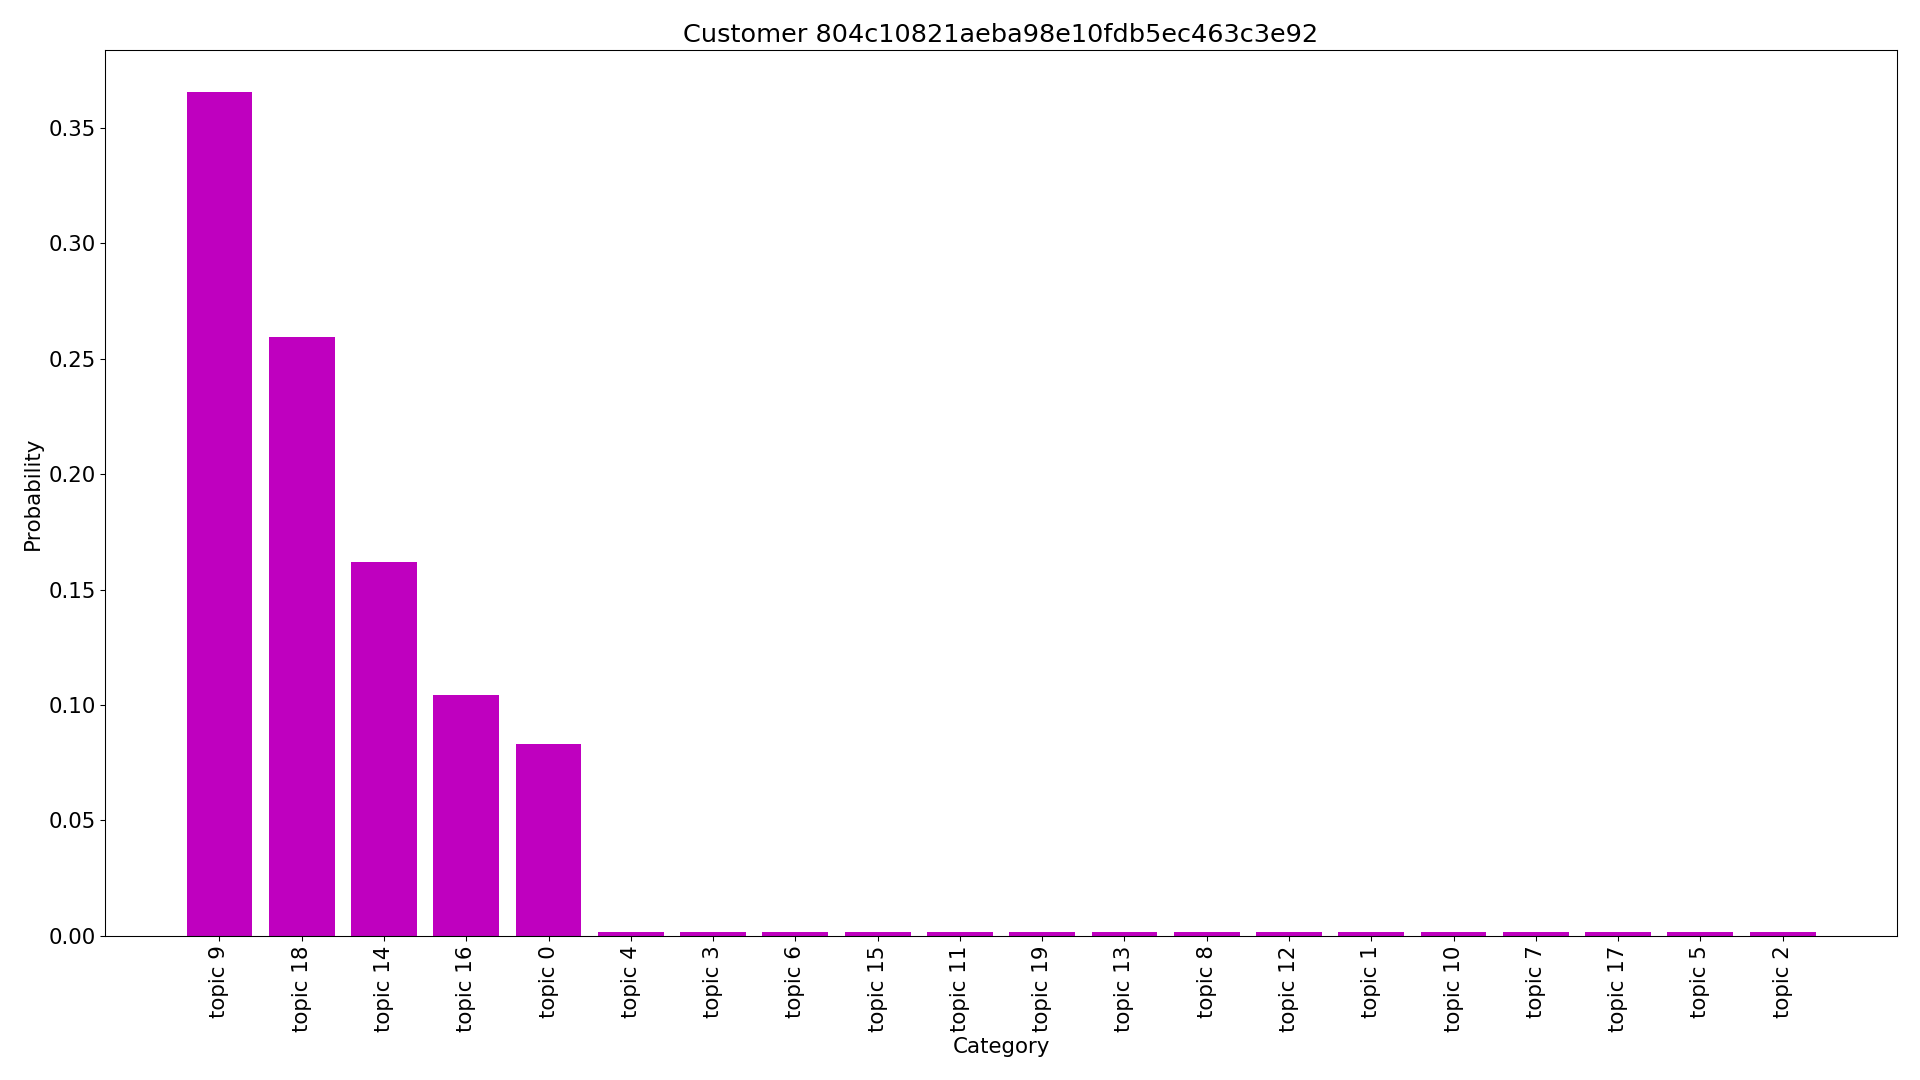 Customer 804c10821aeba98e10fdb5ec463c3e92
Probability
0.35
0.30
0.25
0.20
0.15
0.10
0.05
0.00
topic 9
topic 18
topic 14
topic 16
topic 0
topic 4
topic 3
topic 6
topic 15
topic 11
topic 19
topic 13
topic 8
topic 12
topic 1
topic 10
topic 7
topic 17
topic 5
topic 2
Category